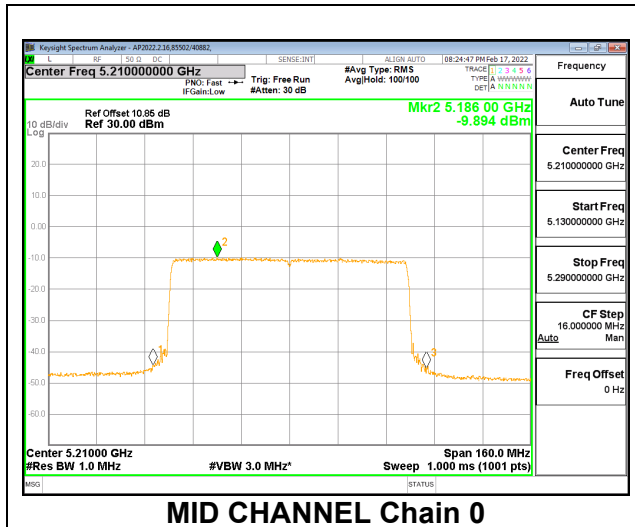 Keysight Spectrum Analyzer - AP2022.2.16,85502/40882,
L RF 50 Ω DC SENSE:INT ALIGN AUTO 08:24:47 PM Feb 17, 2022
Center Freq 5.210000000 GHz
PNO: Fast
IFGain:Low
Trig: Free Run
#Atten: 30 dB
#Avg Type: RMS
Avg|Hold: 100/100
TRACE 1 2 3 4 5 6
TYPE A WWWWW
DET A N N N N N
Frequency
Auto Tune
Center Freq
5.210000000 GHz
Start Freq
5.130000000 GHz
Stop Freq
5.290000000 GHz
CF Step
16.000000 MHz
Auto Man
Freq Offset
0 Hz
Mkr2 5.186 00 GHz
-9.894 dBm
Ref Offset 10.85 dB
10 dB/div Ref 30.00 dBm
Log
20.0
10.0
0.00
-10.0
-20.0
-30.0
-40.0
-50.0
-60.0
1
2
3
Center 5.21000 GHz Span 160.0 MHz
#Res BW 1.0 MHz #VBW 3.0 MHz* Sweep 1.000 ms (1001 pts)
MSG STATUS
MID CHANNEL Chain 0